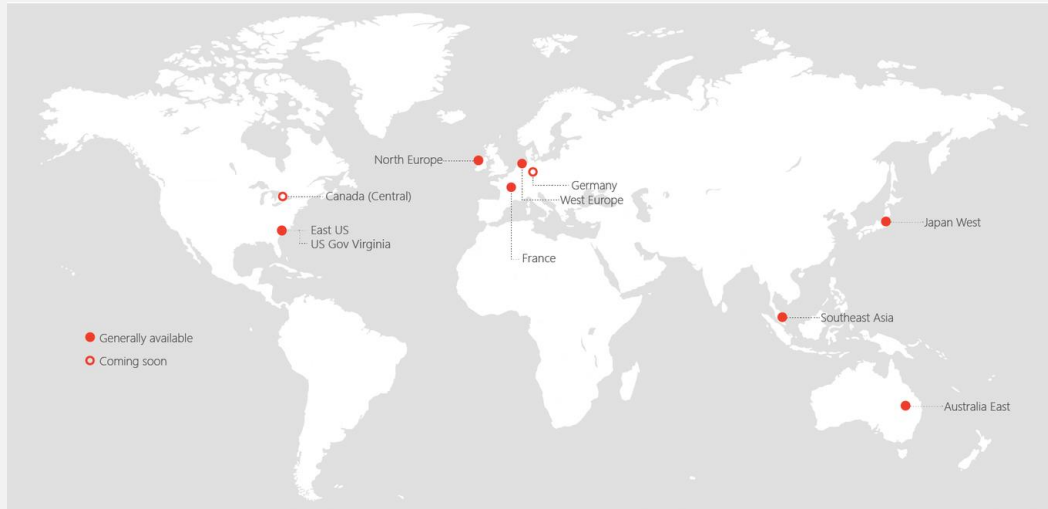 North Europe
Germany
Canada (Central)
West Europe
East US
Japan West
US Gov Virginia
France
Southeast Asia
Generally available
Coming soon
Australia East